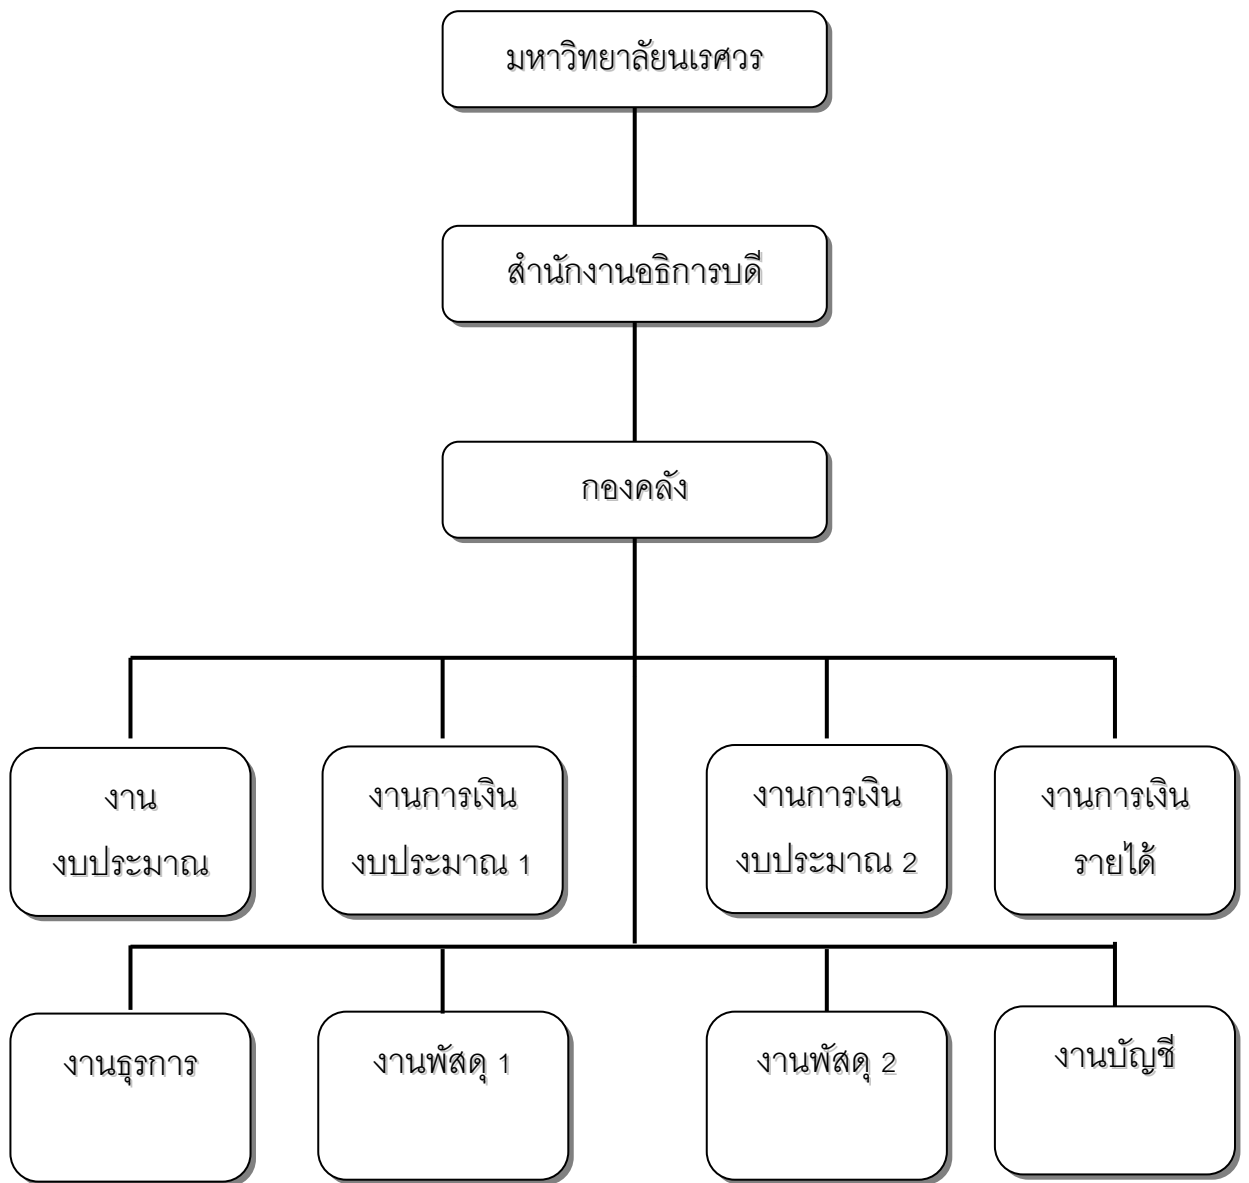 มหาวิทยาลัยนเรศวร
สำนักงานอธิการบดี
กองคลัง
งาน
งบประมาณ
งานการเงิน
งบประมาณ 1
งานการเงิน
งบประมาณ 2
งานการเงิน
รายได้
งานธุรการ
งานพัสดุ 1
งานพัสดุ 2
งานบัญชี